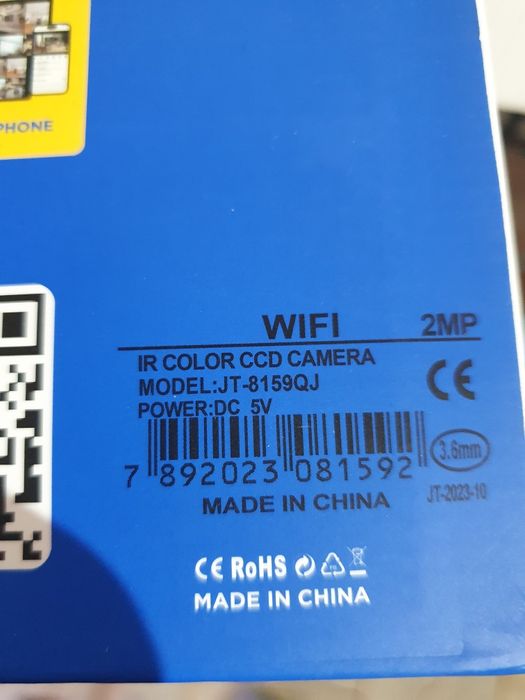 PHONE
WIFI 2MP
IR COLOR CCD CAMERA
MODEL:JT-8159QJ
POWER:DC 5V
3.6mm
7 892023 081592
MADE IN CHINA
JT-2023-10
CE RoHS
MADE IN CHINA